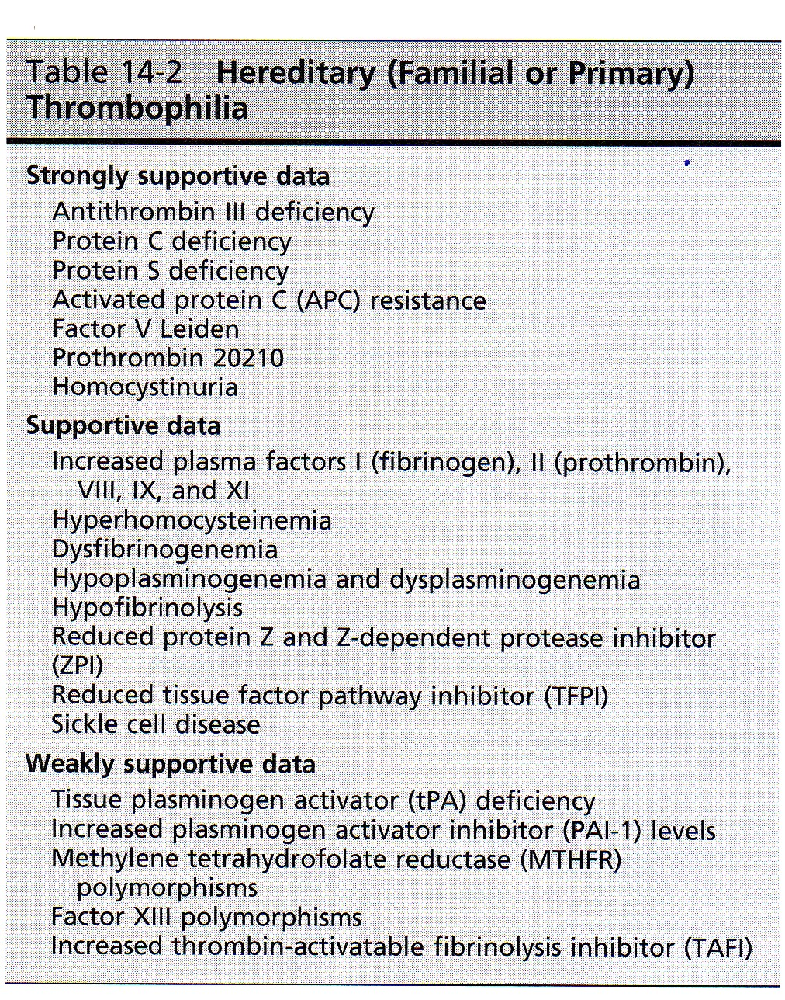 Table 14-2 Hereditary (Familial or Primary)
Thrombophilia
Strongly supportive data
Antithrombin III deficiency
Protein C deficiency
Protein S deficiency
Activated protein C (APC) resistance
Factor V Leiden
Prothrombin 20210
Homocystinuria
Supportive data
Increased plasma factors I (fibrinogen), II (prothrombin),
VIII, IX, and XI
Hyperhomocysteinemia
Dysfibrinogenemia
Hypoplasminogenemia and dysplasminogenemia
Hypofibrinolysis
Reduced protein Z and Z-dependent protease inhibitor
(ZPI)
Reduced tissue factor pathway inhibitor (TFPI)
Sickle cell disease
Weakly supportive data
Tissue plasminogen activator (tPA) deficiency
Increased plasminogen activator inhibitor (PAI-1) levels
Methylene tetrahydrofolate reductase (MTHFR)
polymorphisms
Factor XIII polymorphisms
Increased thrombin-activatable fibrinolysis inhibitor (TAFI)